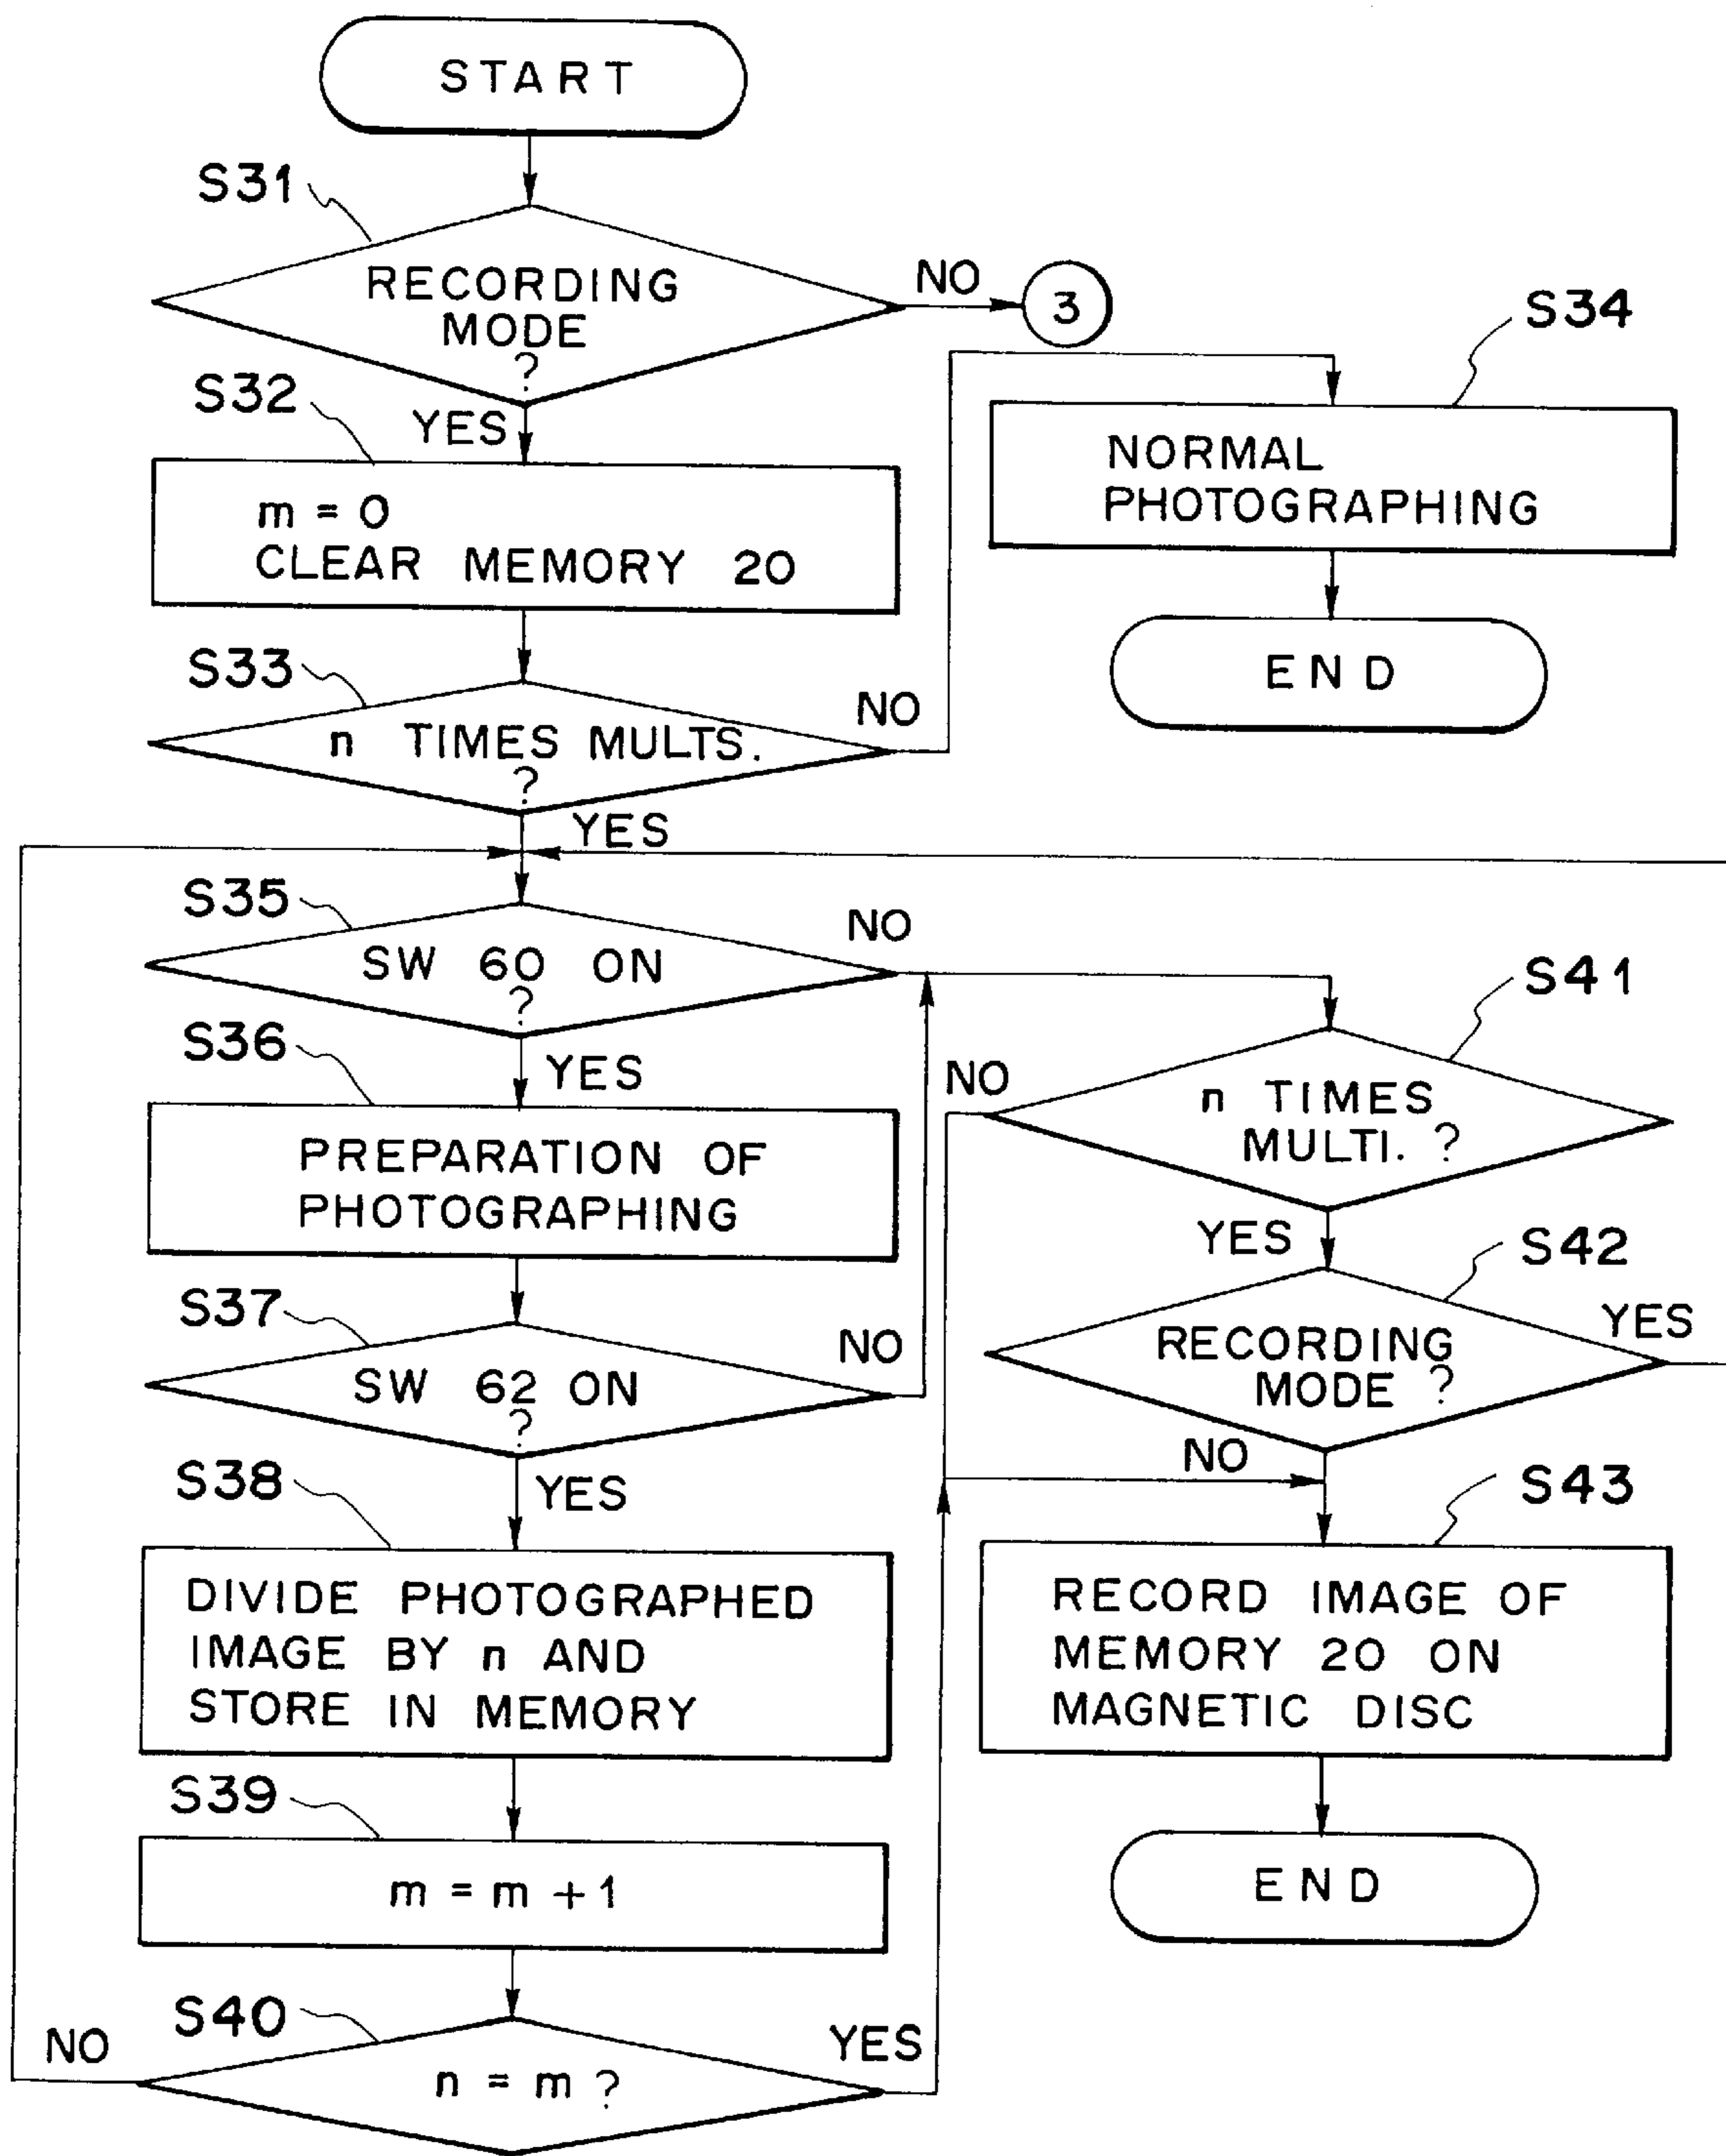 START
S31
RECORDING
MODE
?
NO
3
S34
S32
YES
NORMAL
PHOTOGRAPHING
m = 0
CLEAR MEMORY 20
END
S33
n TIMES MULTS.
?
NO
YES
S35
SW 60 ON
?
NO
S41
S36
YES
NO
n TIMES
MULTI. ?
PREPARATION OF
PHOTOGRAPHING
YES
S42
S37
SW 62 ON
?
NO
RECORDING
MODE ?
YES
S38
YES
NO
S43
DIVIDE PHOTOGRAPHED
IMAGE BY n AND
STORE IN MEMORY
RECORD IMAGE OF
MEMORY 20 ON
MAGNETIC DISC
S39
m = m + 1
END
S40
NO
n = m ?
YES